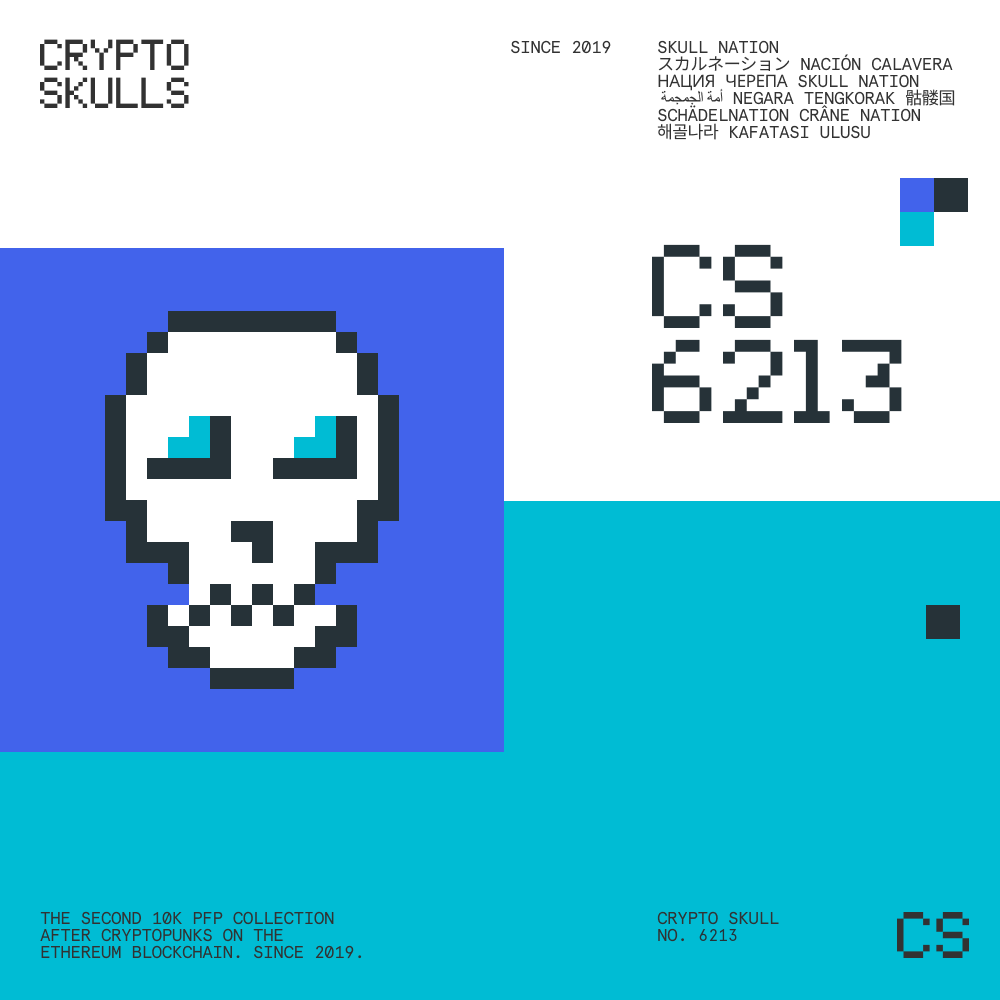 CRYPTO
SKULLS
SINCE 2019
SKULL NATION
スカルネーション NACIÓN CALAVERA
НАЦИЯ ЧЕРЕПА SKULL NATION
أمة الجمجمة NEGARA TENGKORAK 骷髅国
SCHÄDELNATION CRÂNE NATION
해골나라 KAFATASI ULUSU
CS
6213
THE SECOND 10K PFP COLLECTION
AFTER CRYPTOPUNKS ON THE
ETHEREUM BLOCKCHAIN. SINCE 2019.
CRYPTO SKULL
NO. 6213
CS